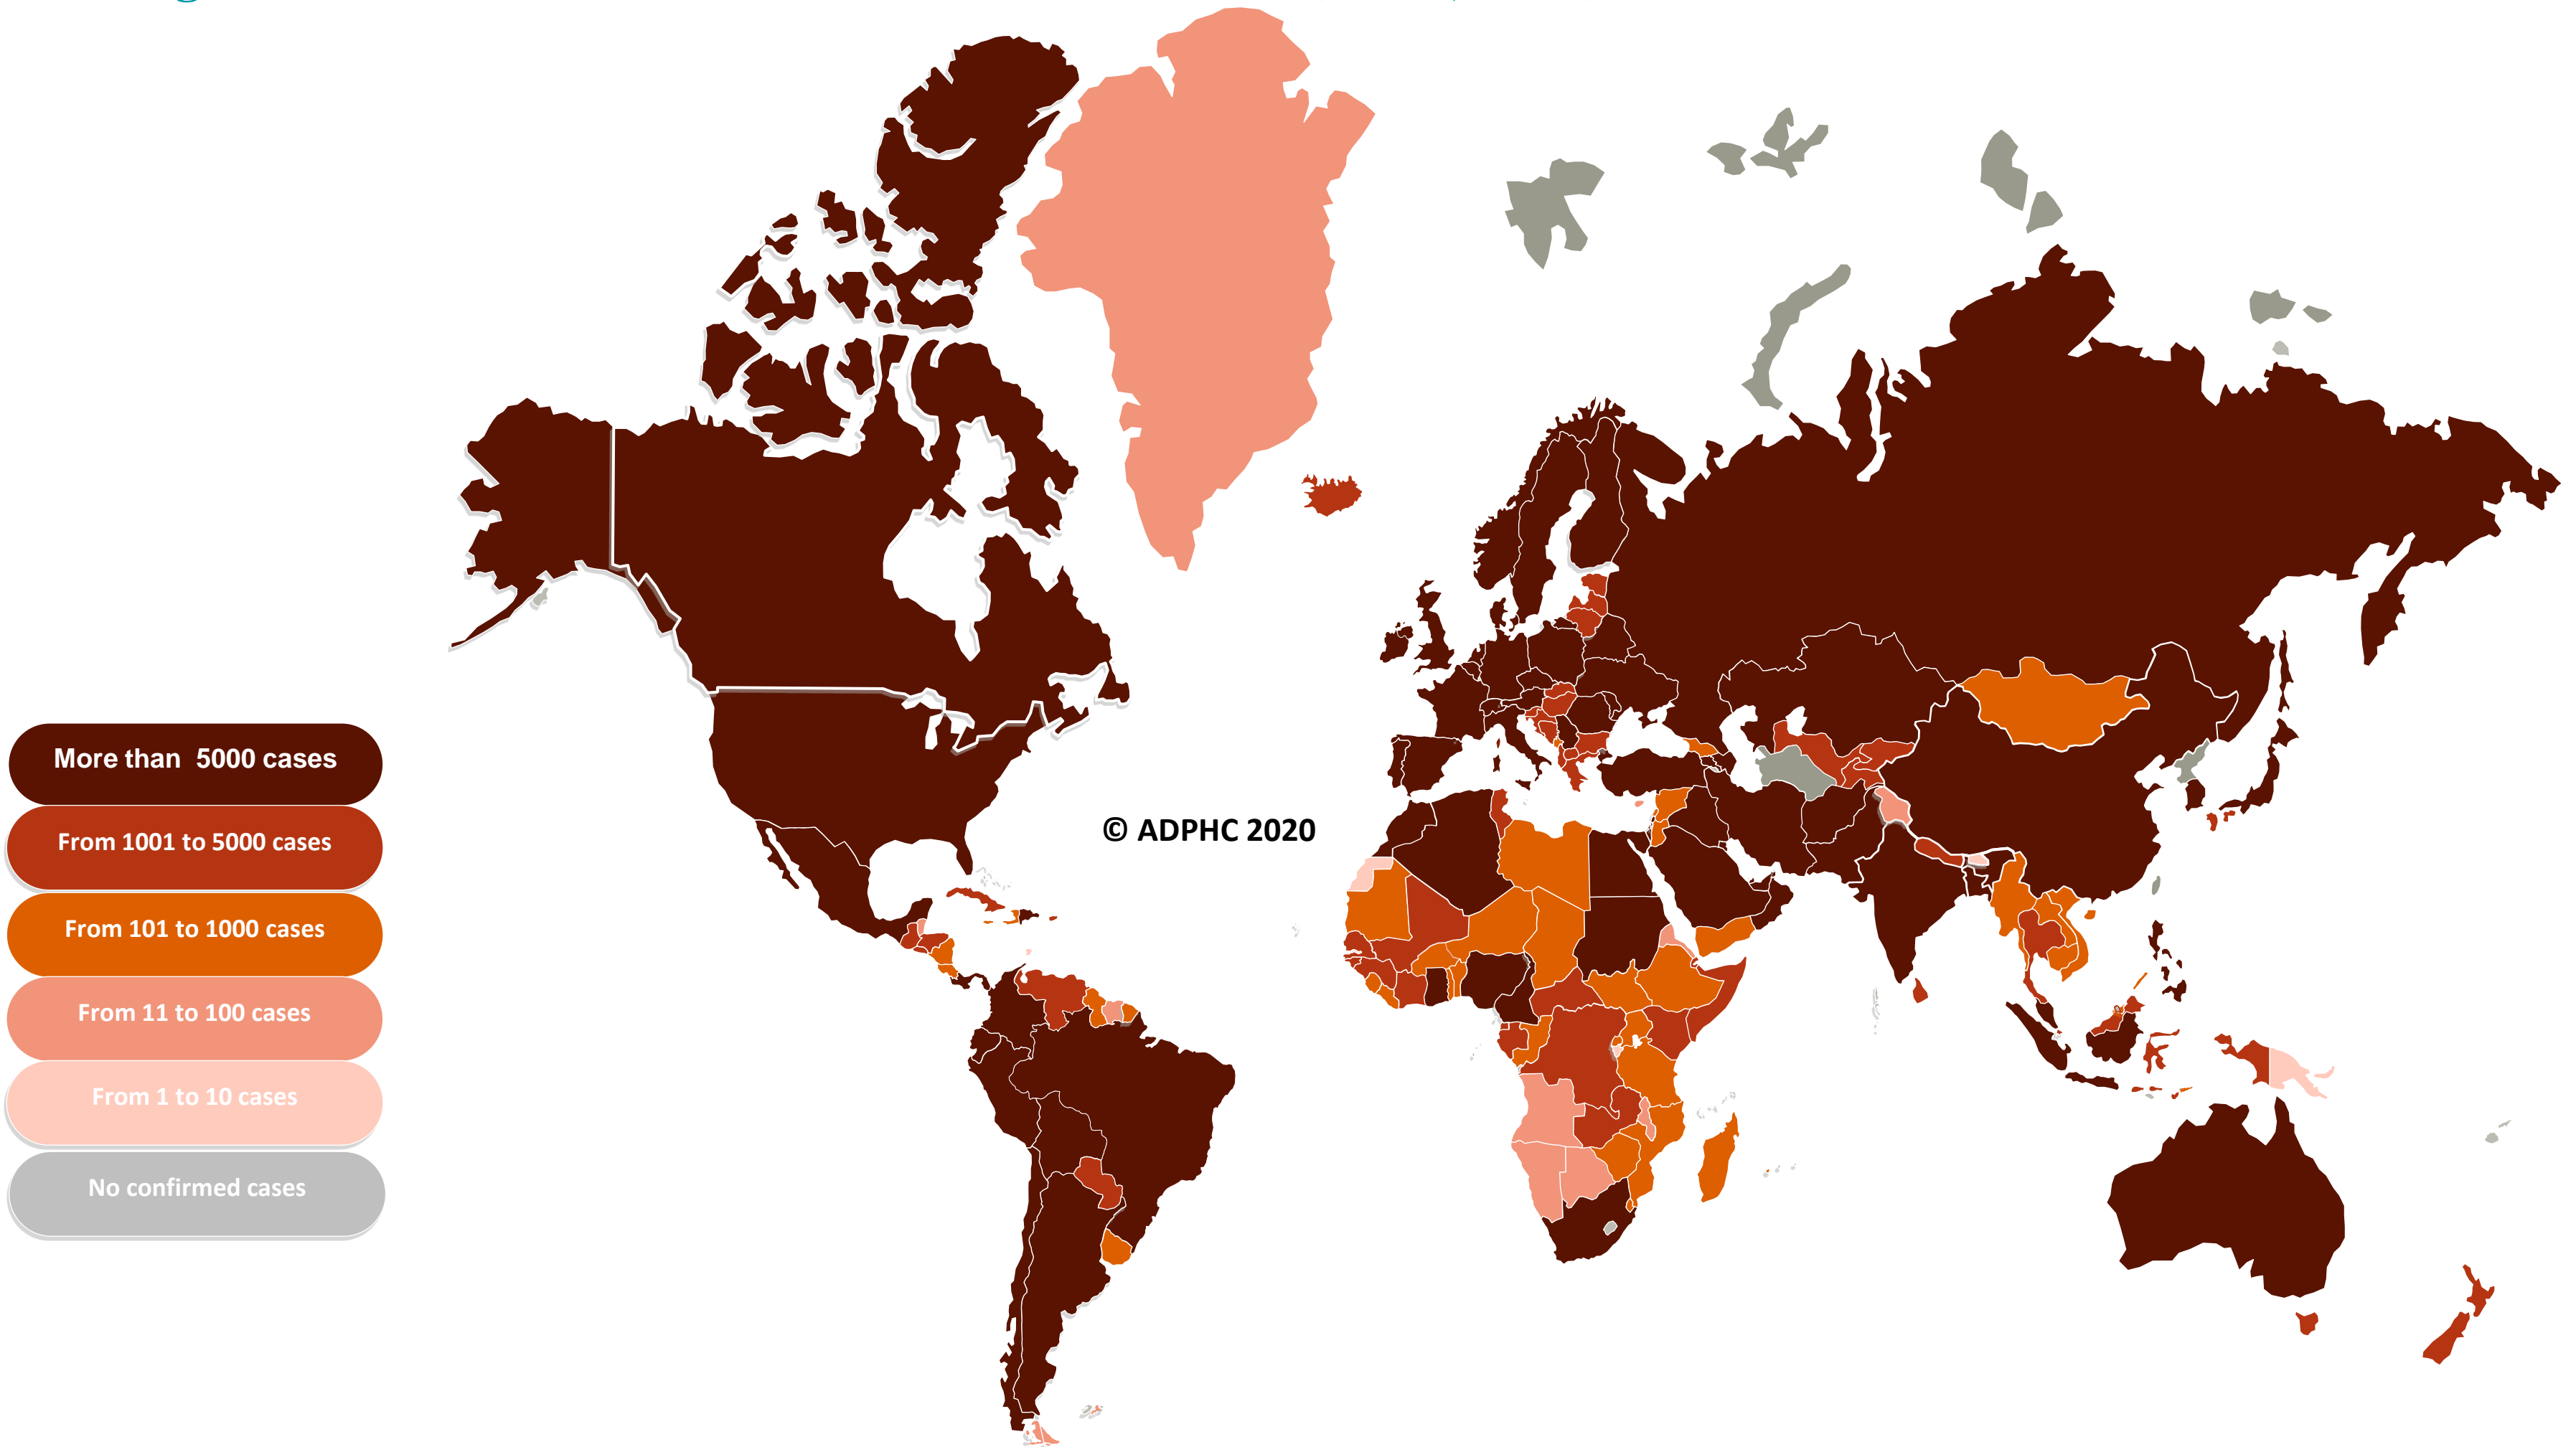 More than  5000 cases
From 1001 to 5000 cases
© ADPHC 2020
From 101 to 1000 cases
From 11 to 100 cases
From 1 to 10 cases
No confirmed cases